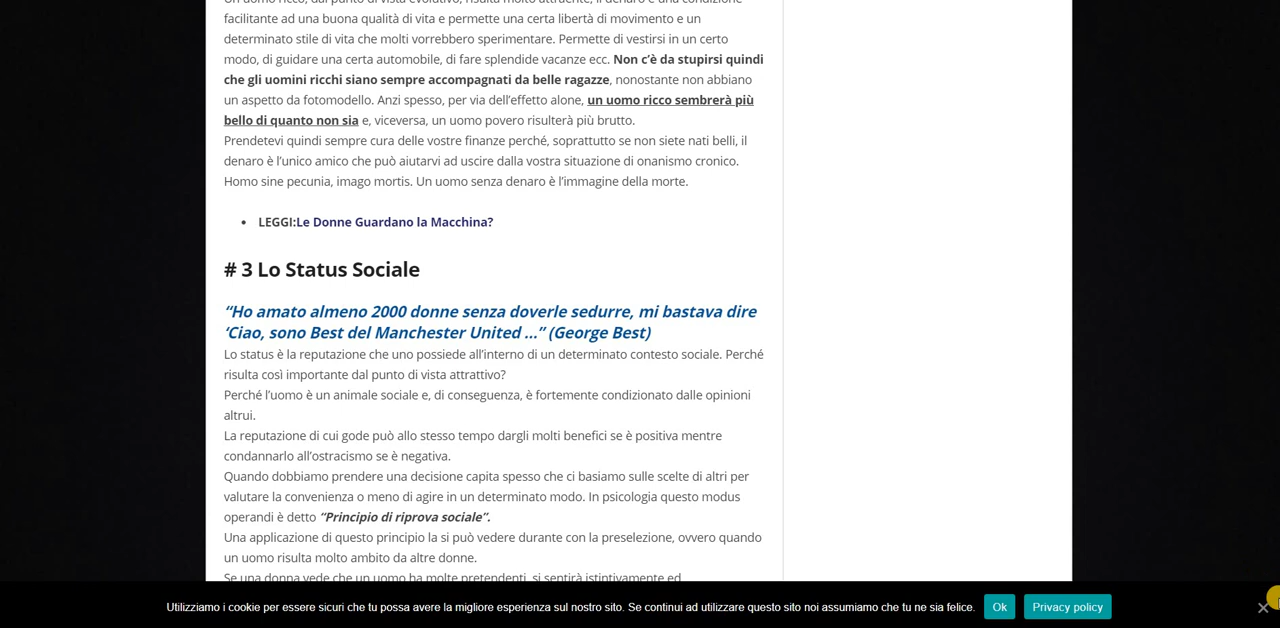 Un uomo ricco, dal punto di vista evolutivo, risulta molto attraente, il denaro è una condizione
facilitante ad una buona qualità di vita e permette una certa libertà di movimento e un
determinato stile di vita che molti vorrebbero sperimentare. Permette di vestirsi in un certo
modo, di guidare una certa automobile, di fare splendide vacanze ecc. Non c'è da stupirsi quindi
che gli uomini ricchi siano sempre accompagnati da belle ragazze, nonostante non abbiano
un aspetto da fotomodello. Anzi spesso, per via dell'effetto alone, un uomo ricco sembrerà più
bello di quanto non sia e, viceversa, un uomo povero risulterà più brutto.
Prendetevi quindi sempre cura delle vostre finanze perché, soprattutto se non siete nati belli, il
denaro è l'unico amico che può aiutarvi ad uscire dalla vostra situazione di onanismo cronico.
Homo sine pecunia, imago mortis. Un uomo senza denaro è l'immagine della morte.
• LEGGI:Le Donne Guardano la Macchina?
# 3 Lo Status Sociale
“Ho amato almeno 2000 donne senza doverle sedurre, mi bastava dire
‘Ciao, sono Best del Manchester United …” (George Best)
Lo status è la reputazione che uno possiede all'interno di un determinato contesto sociale. Perché
risulta così importante dal punto di vista attrattivo?
Perché l'uomo è un animale sociale e, di conseguenza, è fortemente condizionato dalle opinioni
altrui.
La reputazione di cui gode può allo stesso tempo dargli molti benefici se è positiva mentre
condannarlo all'ostracismo se è negativa.
Quando dobbiamo prendere una decisione capita spesso che ci basiamo sulle scelte di altri per
valutare la convenienza o meno di agire in un determinato modo. In psicologia questo modus
operandi è detto “Principio di riprova sociale”.
Una applicazione di questo principio la si può vedere durante con la preselezione, ovvero quando
un uomo risulta molto ambito da altre donne.
Se una donna vede che un uomo ha molte pretendenti, si sentirà istintivamente ed
Utilizziamo i cookie per essere sicuri che tu possa avere la migliore esperienza sul nostro sito. Se continui ad utilizzare questo sito noi assumiamo che tu ne sia felice. Ok Privacy policy